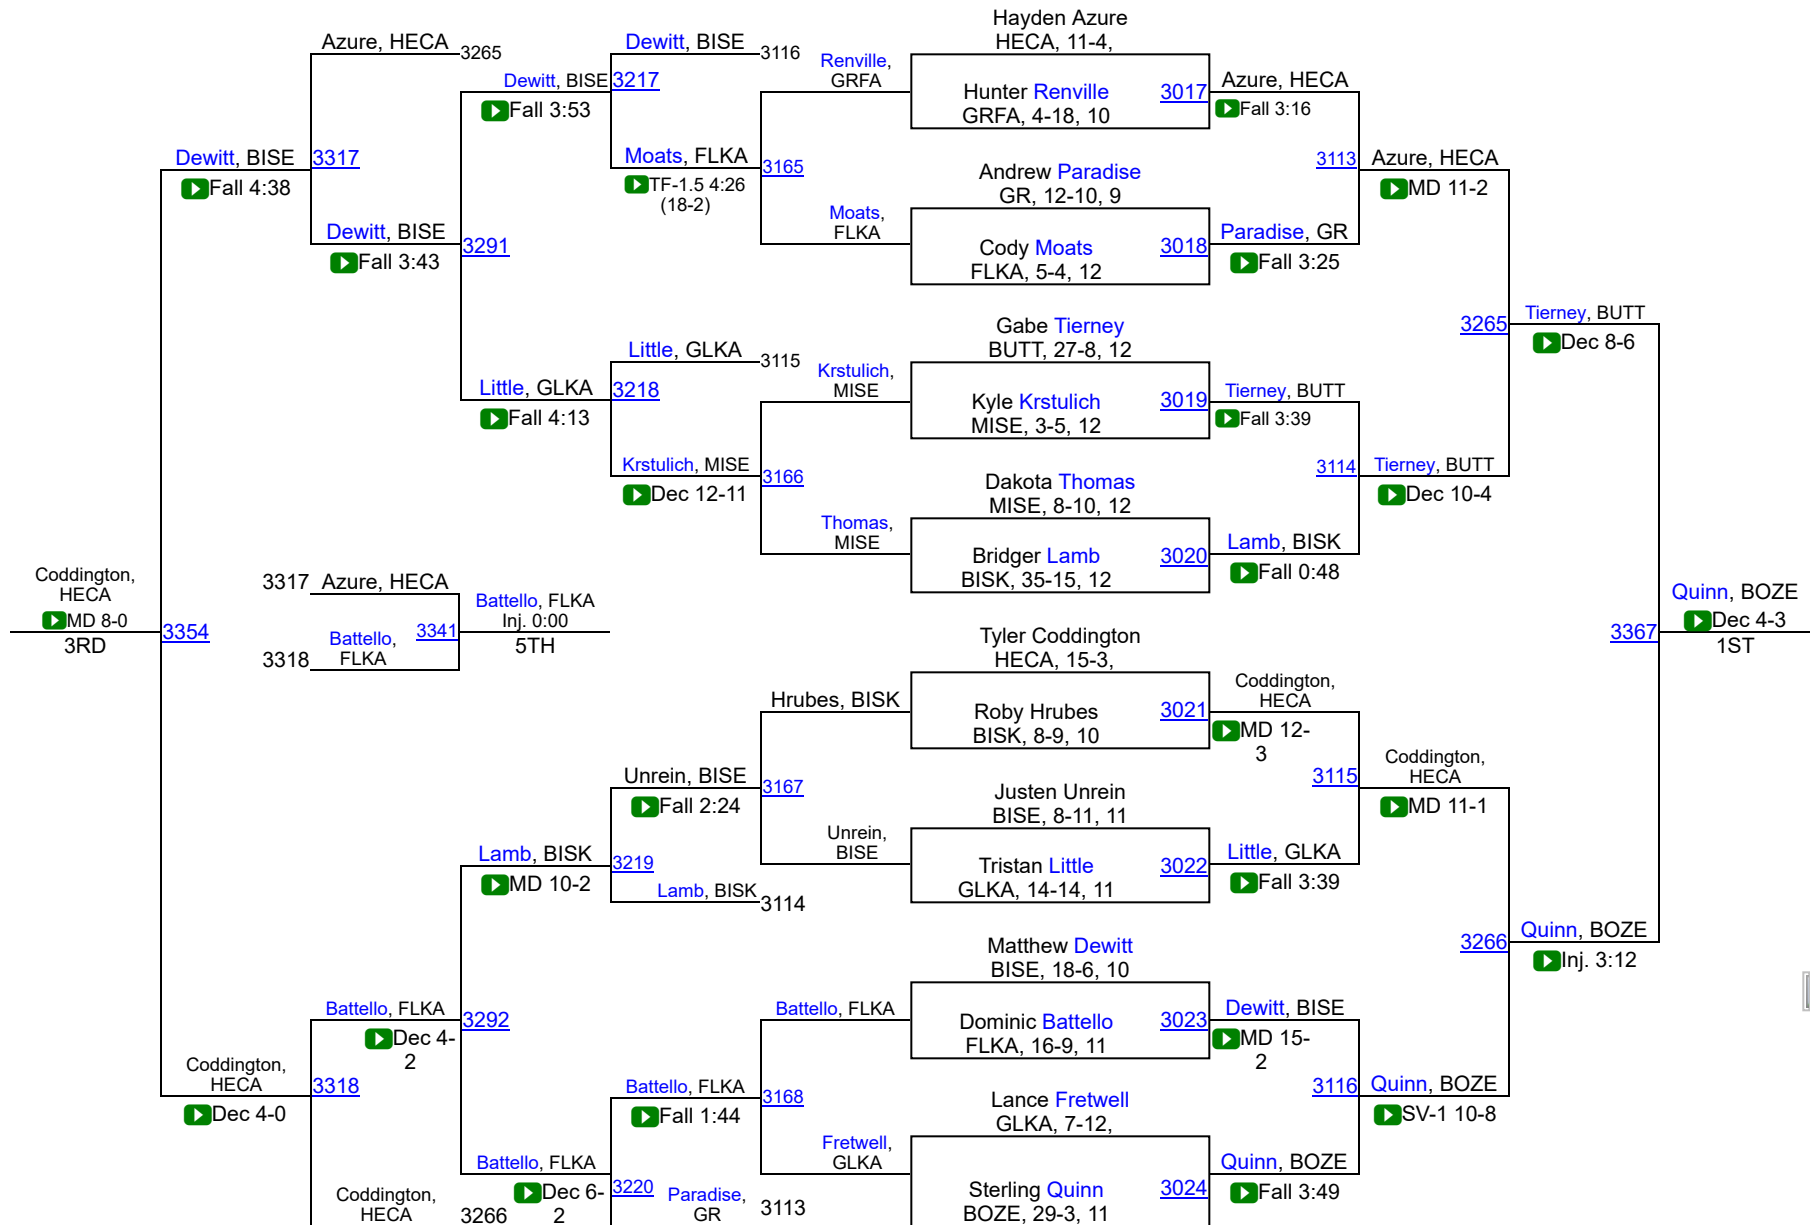 Hayden Azure
HECA, 11-4,
Hunter Renville
GRFA, 4-18, 10
3017
Azure, HECA
Fall 3:16
Andrew Paradise
GR, 12-10, 9
Cody Moats
FLKA, 5-4, 12
3018
Paradise, GR
Fall 3:25
3113
Azure, HECA
MD 11-2
Gabe Tierney
BUTT, 27-8, 12
Kyle Krstulich
MISE, 3-5, 12
3019
Tierney, BUTT
Fall 3:39
Dakota Thomas
MISE, 8-10, 12
Bridger Lamb
BISK, 35-15, 12
3020
Lamb, BISK
Fall 0:48
3114
Tierney, BUTT
Dec 10-4
3265
Tierney, BUTT
Dec 8-6
Tyler Coddington
HECA, 15-3,
Roby Hrubes
BISK, 8-9, 10
3021
Coddington,
HECA
MD 12-
3
Justen Unrein
BISE, 8-11, 11
Tristan Little
GLKA, 14-14, 11
3022
Little, GLKA
Fall 3:39
3115
Coddington,
HECA
MD 11-1
Matthew Dewitt
BISE, 18-6, 10
Dominic Battello
FLKA, 16-9, 11
3023
Dewitt, BISE
MD 15-
2
Lance Fretwell
GLKA, 7-12,
Sterling Quinn
BOZE, 29-3, 11
3024
Quinn, BOZE
Fall 3:49
3116
Quinn, BOZE
SV-1 10-8
3266
Quinn, BOZE
Inj. 3:12
3367
Quinn, BOZE
Dec 4-3
1ST
Renville,
GRFA
Moats,
FLKA
3165
Moats, FLKA
TF-1.5 4:26
(18-2)
Dewitt, BISE
3116
3217
Dewitt, BISE
Fall 3:53
Krstulich,
MISE
Thomas,
MISE
3166
Krstulich, MISE
Dec 12-11
Little, GLKA
3115
3218
Little, GLKA
Fall 4:13
3291
Dewitt, BISE
Fall 3:43
Azure, HECA
3265
3317
Dewitt, BISE
Fall 4:38
Hrubes, BISK
Unrein,
BISE
3167
Unrein, BISE
Fall 2:24
3219
Lamb, BISK
3114
Lamb, BISK
MD 10-2
Battello, FLKA
Fretwell,
GLKA
3168
Battello, FLKA
Fall 1:44
3220
Paradise,
GR
3113
Battello, FLKA
Dec 6-
2
3292
Battello, FLKA
Dec 4-
2
3318
Coddington,
HECA
3266
Coddington,
HECA
Dec 4-0
3354
Coddington,
HECA
MD 8-0
3RD
3317
Azure, HECA
3318
Battello,
FLKA
3341
Battello, FLKA
Inj. 0:00
5TH